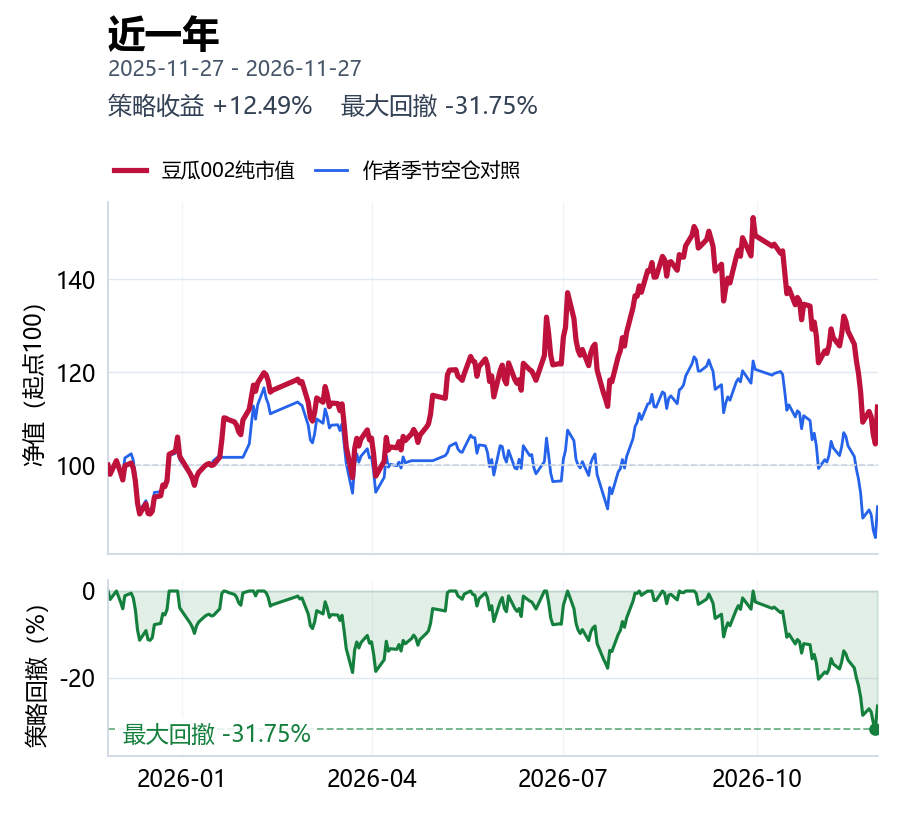 近一年
2025-11-27 - 2026-11-27
策略收益 +12.49%    最大回撤 -31.75%
豆瓜002纯市值    作者季节空仓对照
净值（起点100）
140
120
100
策略回撤（%）
0
-20
最大回撤 -31.75%
2026-01    2026-04    2026-07    2026-10